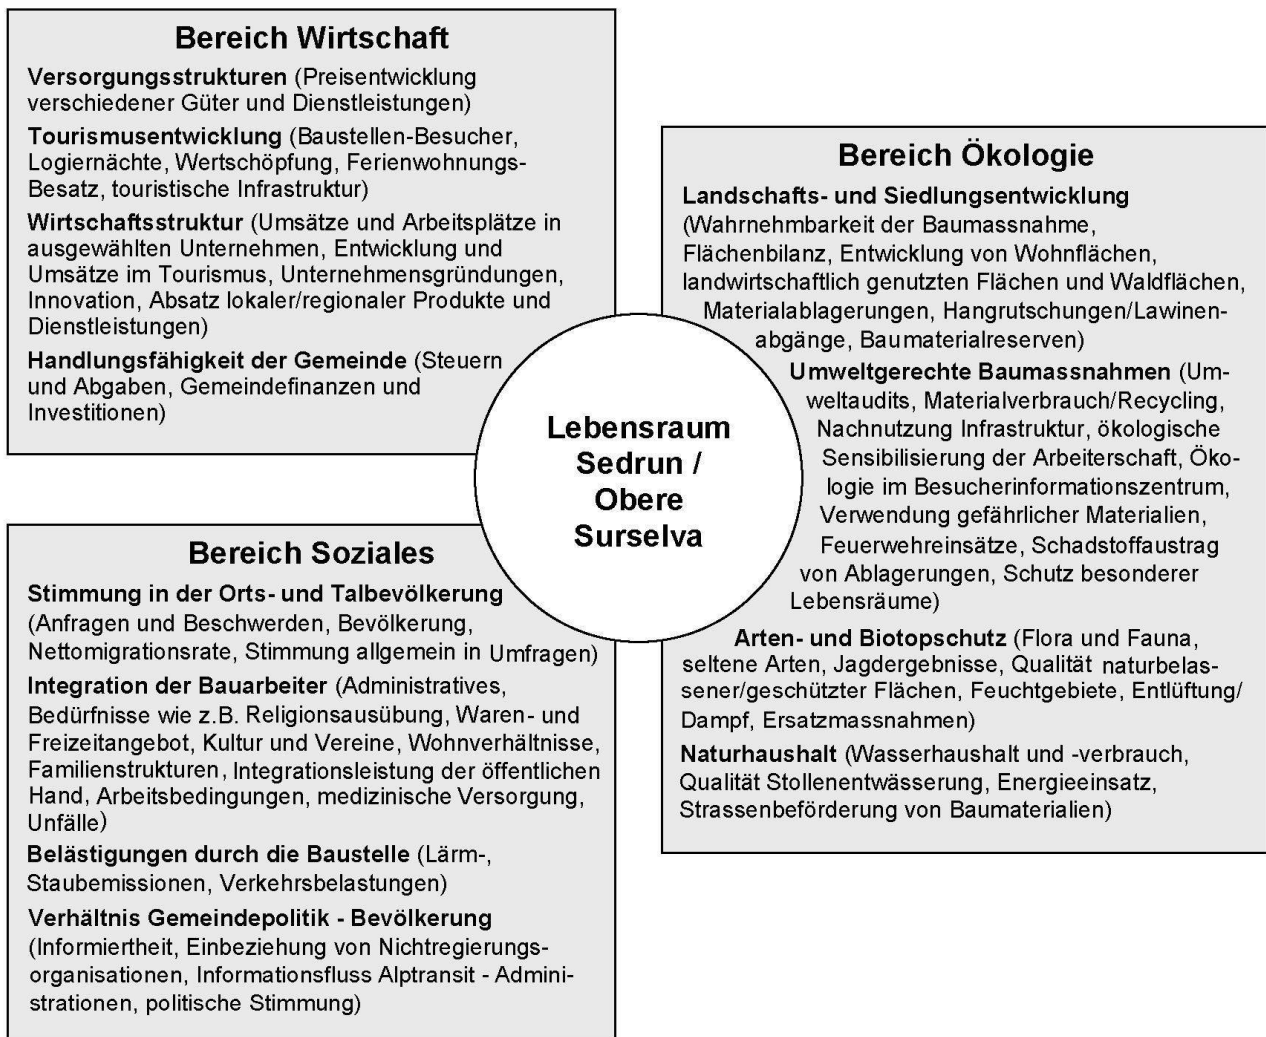 Bereich Wirtschaft
Versorgungsstrukturen (Preisentwicklung
verschiedener Güter und Dienstleistungen)
Tourismusentwicklung (Baustellen-Besucher,
Logiernächte, Wertschöpfung, Ferienwohnungs-
Besatz, touristische Infrastruktur)
Wirtschaftsstruktur (Umsätze und Arbeitsplätze in
ausgewählten Unternehmen, Entwicklung und
Umsätze im Tourismus, Unternehmensgründungen,
Innovation, Absatz lokaler/regionaler Produkte und
Dienstleistungen)
Handlungsfähigkeit der Gemeinde (Steuern
und Abgaben, Gemeindefinanzen und
Investitionen)
Bereich Soziales
Stimmung in der Orts- und Talbevölkerung
(Anfragen und Beschwerden, Bevölkerung,
Nettomigrationsrate, Stimmung allgemein in Umfragen)
Integration der Bauarbeiter (Administratives,
Bedürfnisse wie z.B. Religionsausübung, Waren- und
Freizeitangebot, Kultur und Vereine, Wohnverhältnisse,
Familienstrukturen, Integrationsleistung der öffentlichen
Hand, Arbeitsbedingungen, medizinische Versorgung,
Unfälle)
Belästigungen durch die Baustelle (Lärm-,
Staubemissionen, Verkehrsbelastungen)
Verhältnis Gemeindepolitik - Bevölkerung
(Informiertheit, Einbeziehung von Nichtregierungs-
organisationen, Informationsfluss Alptransit - Admini-
strationen, politische Stimmung)
Lebensraum
Sedrun /
Obere
Surselva
Bereich Ökologie
Landschafts- und Siedlungsentwicklung
(Wahrnehmbarkeit der Baumassnahme,
Flächenbilanz, Entwicklung von Wohnflächen,
landwirtschaftlich genutzten Flächen und Waldflächen,
Materialablagerungen, Hangrutschungen/Lawinen-
abgänge, Baumaterialreserven)
Umweltgerechte Baumassnahmen (Um-
weltaudits, Materialverbrauch/Recycling,
Nachnutzung Infrastruktur, ökologische
Sensibilisierung der Arbeiterschaft, Öko-
logie im Besucherinformationszentrum,
Verwendung gefährlicher Materialien,
Feuerwehreinsätze, Schadstoffaustrag
von Ablagerungen, Schutz besonderer
Lebensräume)
Arten- und Biotopschutz (Flora und Fauna,
seltene Arten, Jagdergebnisse, Qualität naturbelas-
sener/geschützter Flächen, Feuchtgebiete, Entlüftung/
Dampf, Ersatzmassnahmen)
Naturhaushalt (Wasserhaushalt und -verbrauch,
Qualität Stollenentwässerung, Energieeinsatz,
Strassenbeförderung von Baumaterialien)